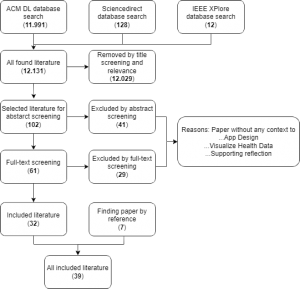 ACM DL database
search
(11.991)
Sciencedirect
database search
(128)
IEEE XPlore
database search
(12)
All found literature
(12.131)
Removed by title
screening and
relevance
(12.029)
Selected literature for
abstarct screening
(102)
Excluded by abstract
screening
(41)
Reasons: Paper without any context to
...App Design
...Visualize Health Data
...Supporting reflection
Full-text screening
(61)
Excluded by full-text
screening
(29)
Included literature
(32)
Finding paper by
reference
(7)
All included literature
(39)